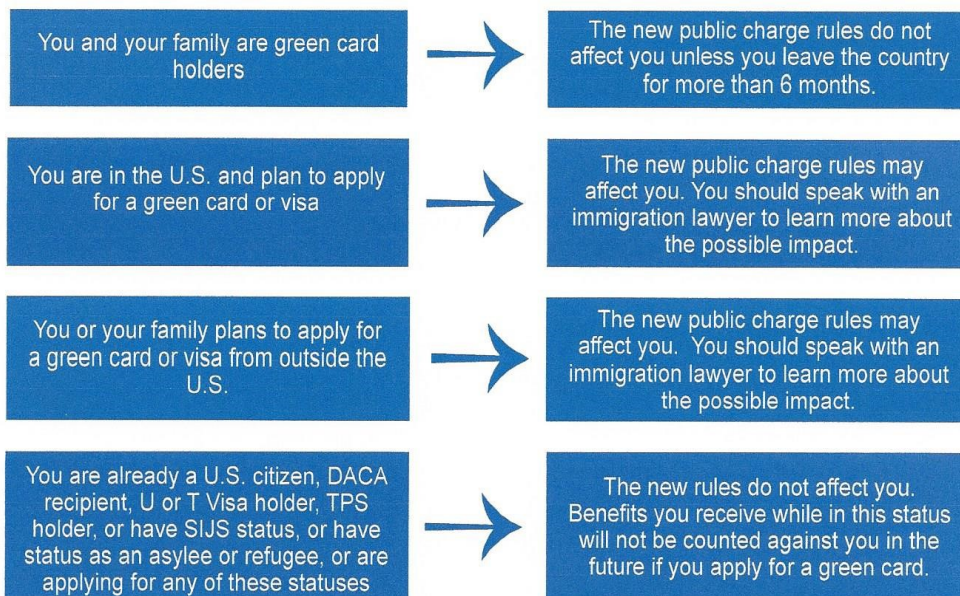 You and your family are green card
holders
The new public charge rules do not
affect you unless you leave the country
for more than 6 months.
You are in the U.S. and plan to apply
for a green card or visa
The new public charge rules may
affect you. You should speak with an
immigration lawyer to learn more about
the possible impact.
You or your family plans to apply for
a green card or visa from outside the
U.S.
The new public charge rules may
affect you. You should speak with an
immigration lawyer to learn more about
the possible impact.
You are already a U.S. citizen, DACA
recipient, U or T Visa holder, TPS
holder, or have SIJS status, or have
status as an asylee or refugee, or are
applying for any of these statuses
The new rules do not affect you.
Benefits you receive while in this status
will not be counted against you in the
future if you apply for a green card.